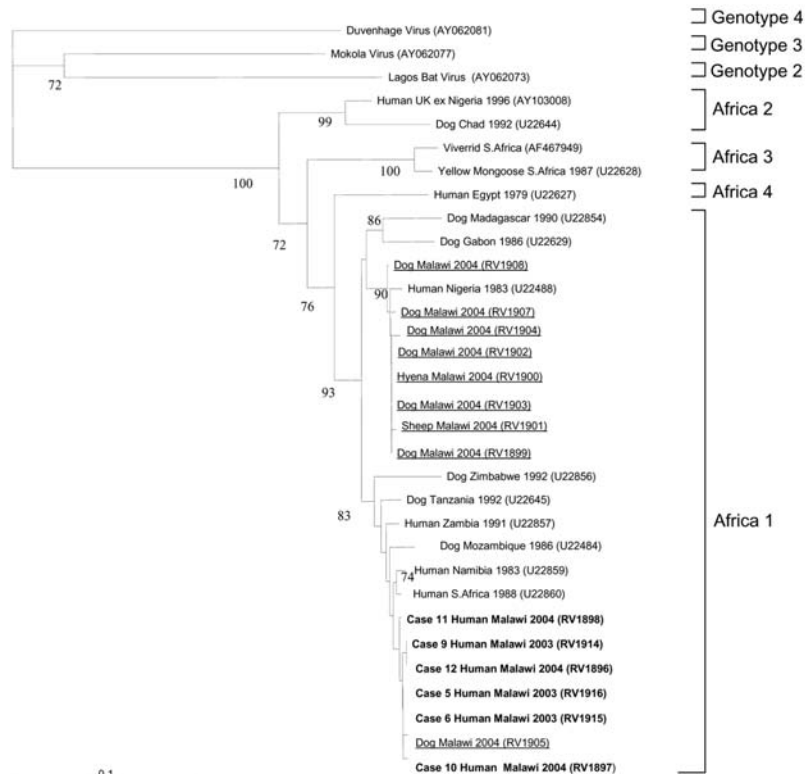 Duvenhage Virus (AY062081)
Genotype 4
Mokola Virus (AY062077)
Genotype 3
Lagos Bat Virus (AY062073)
Genotype 2
72
Human UK ex Nigeria 1996 (AY103008)
Africa 2
99
Dog Chad 1992 (U22644)
Viverrid S.Africa (AF467949)
Africa 3
100
Yellow Mongoose S.Africa 1987 (U22628)
100
Human Egypt 1979 (U22627)
Africa 4
86
Dog Madagascar 1990 (U22854)
72
Dog Gabon 1986 (U22629)
Dog Malawi 2004 (RV1908)
90
Human Nigeria 1983 (U22488)
76
Dog Malawi 2004 (RV1907)
Dog Malawi 2004 (RV1904)
Dog Malawi 2004 (RV1902)
Hyena Malawi 2004 (RV1900)
93
Dog Malawi 2004 (RV1903)
Sheep Malawi 2004 (RV1901)
Dog Malawi 2004 (RV1899)
Dog Zimbabwe 1992 (U22856)
Dog Tanzania 1992 (U22645)
83
Human Zambia 1991 (U22857)
Africa 1
Dog Mozambique 1986 (U22484)
74
Human Namibia 1983 (U22859)
Human S.Africa 1988 (U22860)
Case 11 Human Malawi 2004 (RV1898)
Case 9 Human Malawi 2003 (RV1914)
Case 12 Human Malawi 2004 (RV1896)
Case 5 Human Malawi 2003 (RV1916)
Case 6 Human Malawi 2003 (RV1915)
Dog Malawi 2004 (RV1905)
Case 10 Human Malawi 2004 (RV1897)
0.1